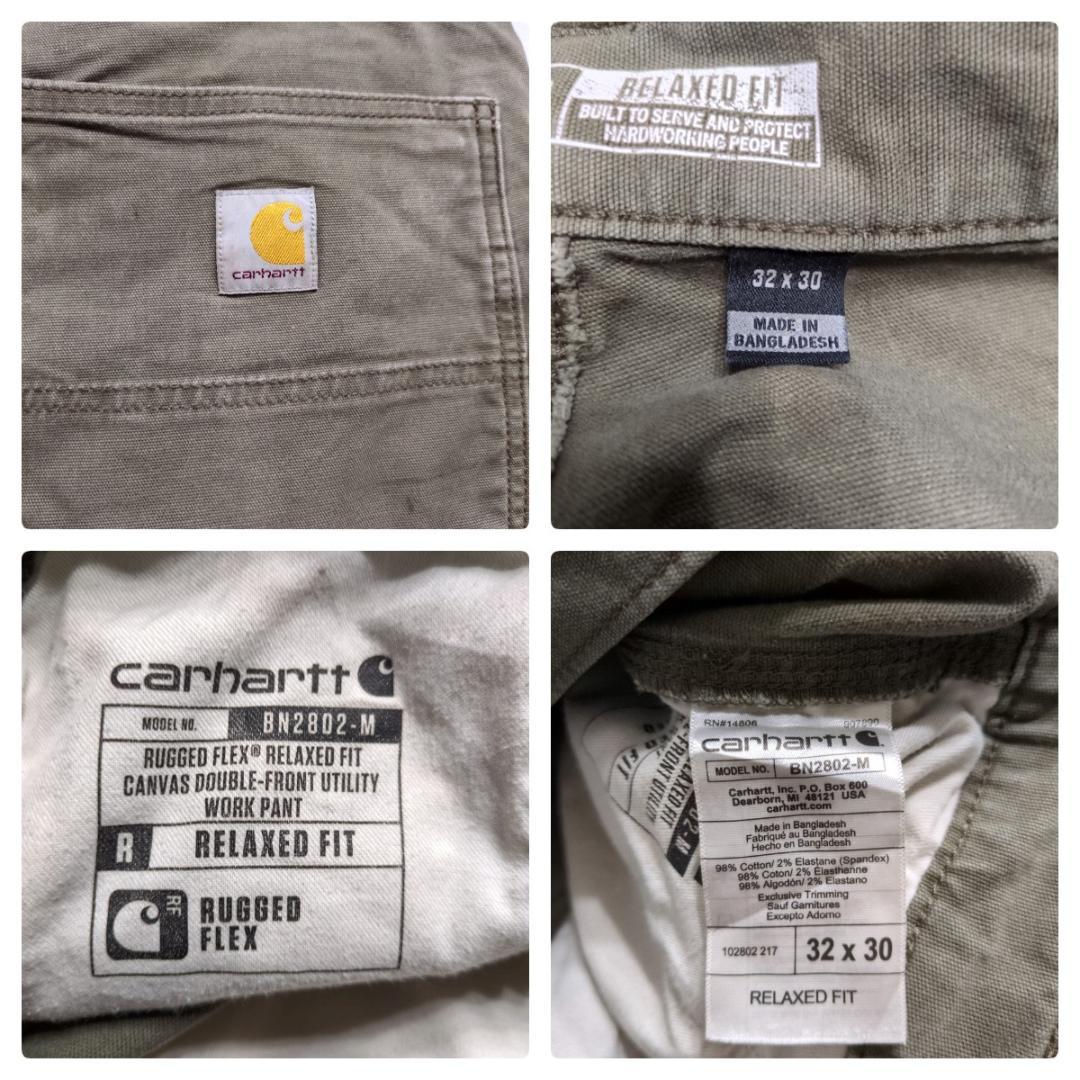 carhartt
RELAXED FIT
BUILT TO SERVE AND PROTECT
HARDWORKING PEOPLE
32 x 30
MADE IN
BANGLADESH
carhartt
MODEL NO. BN2802-M
RUGGED FLEX® RELAXED FIT
CANVAS DOUBLE-FRONT UTILITY
WORK PANT
R RELAXED FIT
RF RUGGED
FLEX
RN#14806
carhartt
MODEL NO. BN2802-M
Carhartt, Inc. P.O. Box 600
Dearborn, MI 48121 USA
carhartt.com
Made in Bangladesh
Fabriqué au Bangladesh
Hecho en Bangladesh
98% Cotton/ 2% Elastane (Spandex)
98% Coton/ 2% Élasthanne
98% Algodón/ 2% Elastano
Exclusive Trimming
Sauf Garnitures
Excepto Adorno
102802 217 32 x 30
RELAXED FIT